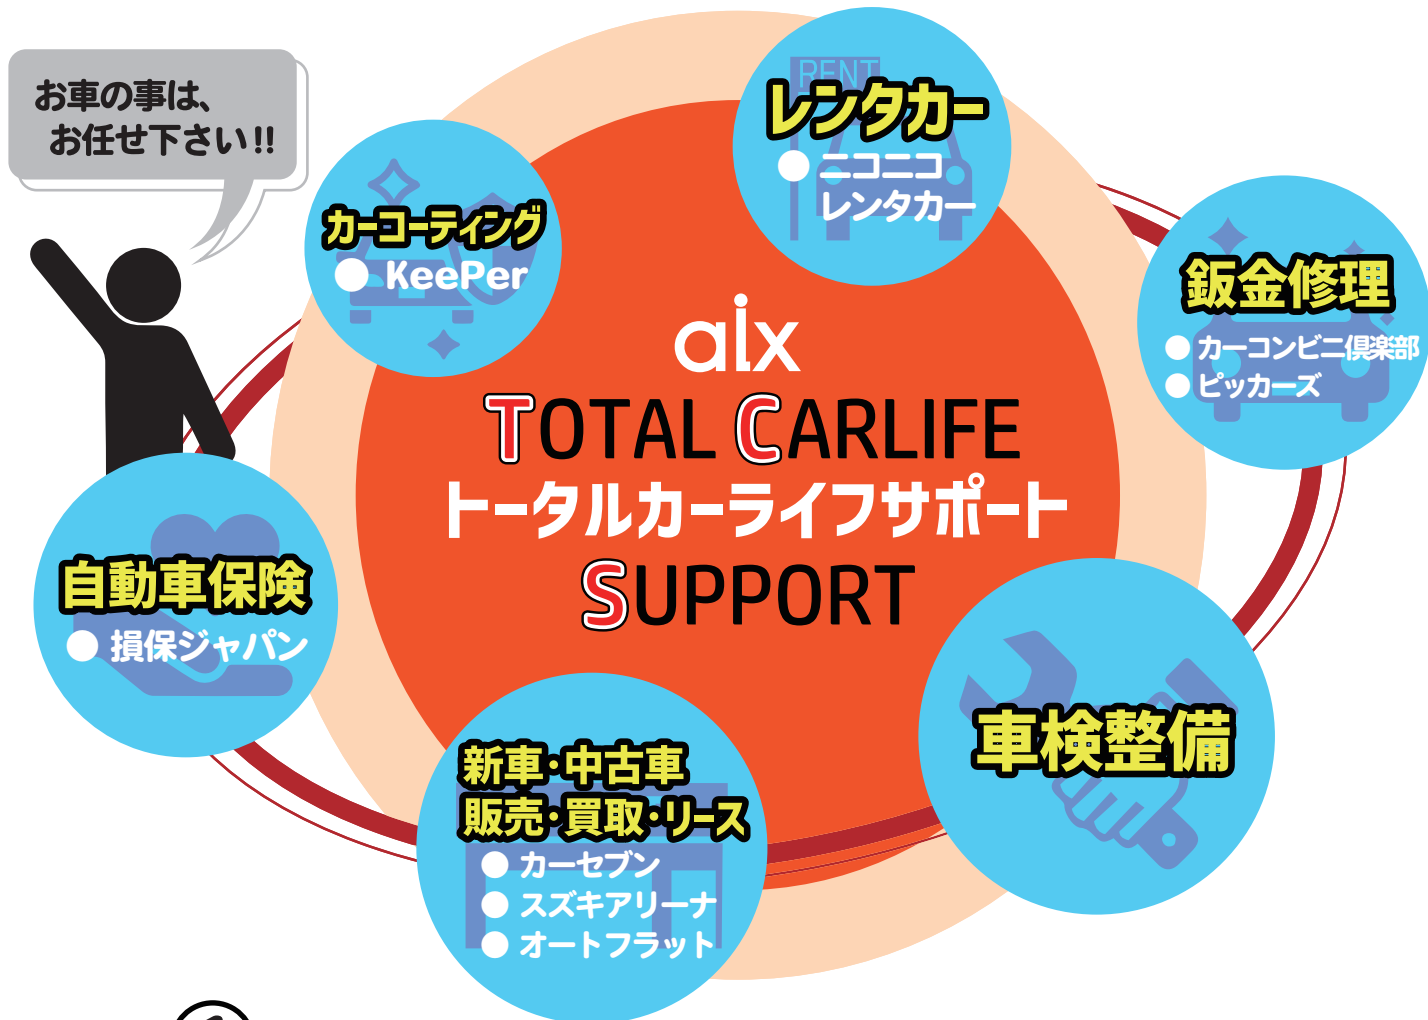 お車の事は、
お任せ下さい!!
RENT
レンタカー
● ニコニコ
レンタカー
カーコーティング
● KeePer
鈑金修理
● カーコンビニ倶楽部
● ピッカーズ
aix
TOTAL CARLIFE
トータルカーライフサポート
SUPPORT
自動車保険
● 損保ジャパン
車検整備
新車・中古車
販売・買取・リース
● カーセブン
● スズキアリーナ
● オートフラット